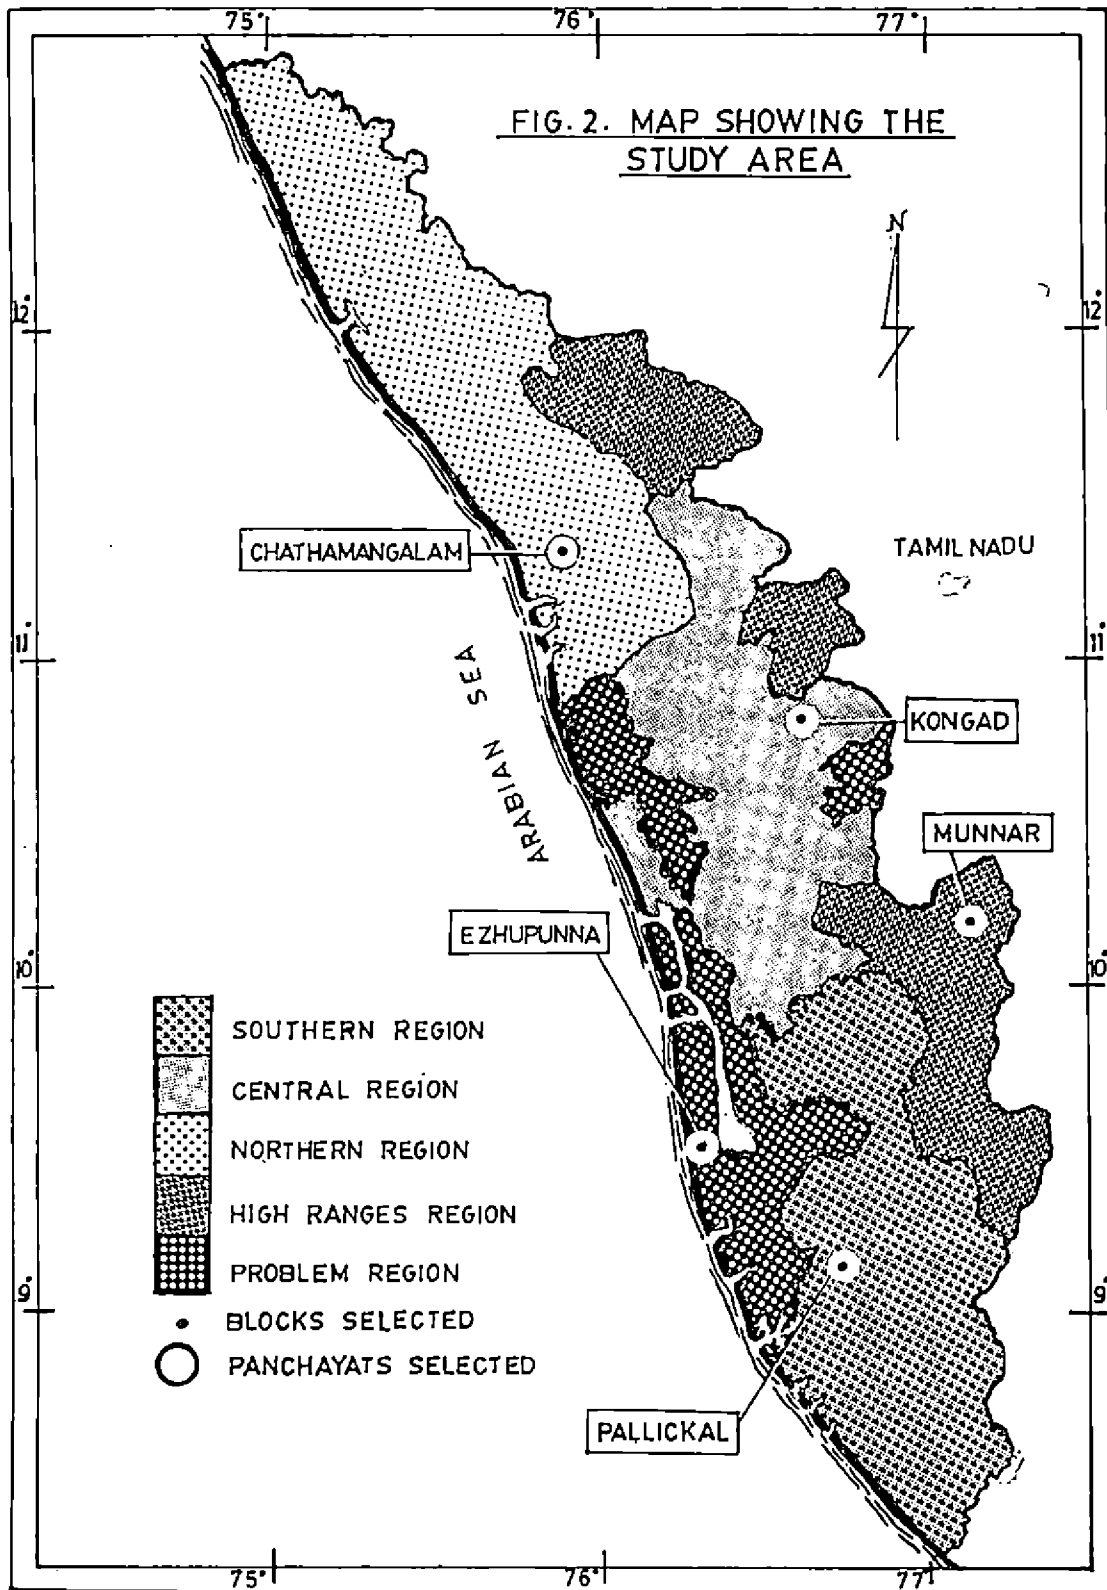 75° 76° 77°
FIG. 2. MAP SHOWING THE
STUDY AREA
N
12° 12°
CHATHAMANGALAM
TAMIL NADU
11° 11°
ARABIAN SEA
KONGAD
MUNNAR
EZHUPUNNA
10° 10°
SOUTHERN REGION
CENTRAL REGION
NORTHERN REGION
HIGH RANGES REGION
PROBLEM REGION
9° 9°
BLOCKS SELECTED
PANCHAYATS SELECTED
PALLICKAL
75° 76° 77°